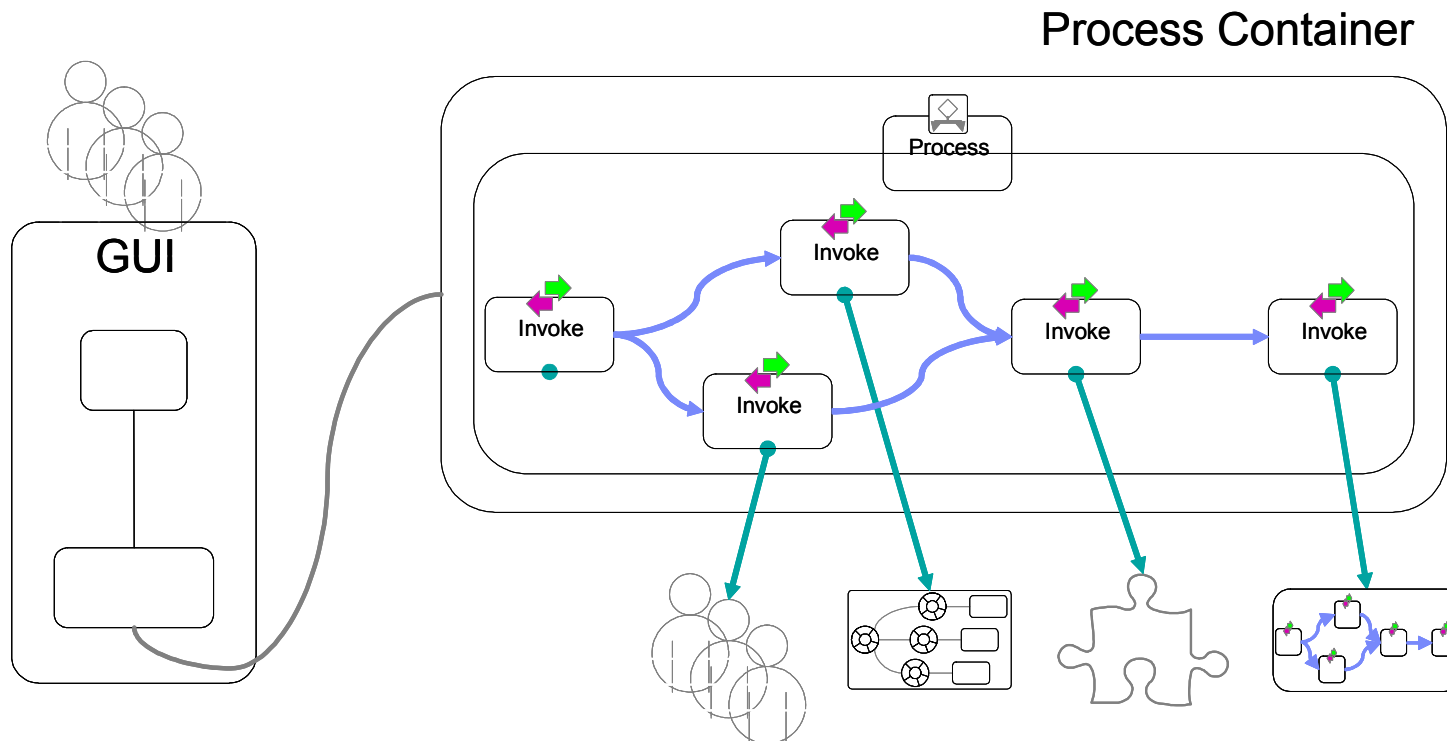 Process Container
Process
GUI
Invoke
Invoke
Invoke
Invoke
Invoke